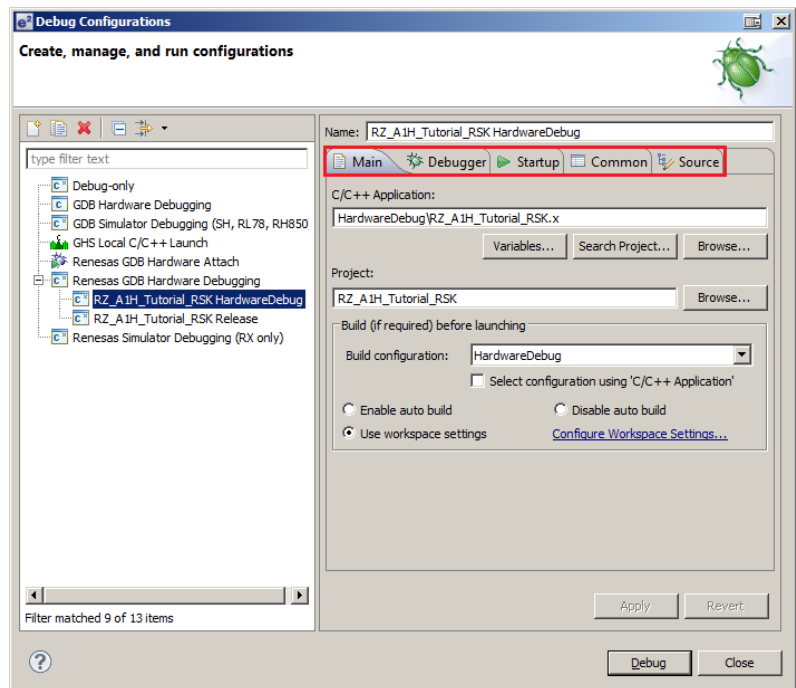 e² Debug Configurations
Create, manage, and run configurations
type filter text
Debug-only
GDB Hardware Debugging
GDB Simulator Debugging (SH, RL78, RH850
GHS Local C/C++ Launch
Renesas GDB Hardware Attach
Renesas GDB Hardware Debugging
RZ_A1H_Tutorial_RSK HardwareDebug
RZ_A1H_Tutorial_RSK Release
Renesas Simulator Debugging (RX only)
Filter matched 9 of 13 items
Name: RZ_A1H_Tutorial_RSK HardwareDebug
Main Debugger Startup Common Source
C/C++ Application:
HardwareDebug\RZ_A1H_Tutorial_RSK.x
Variables... Search Project... Browse...
Project:
RZ_A1H_Tutorial_RSK Browse...
Build (if required) before launching
Build configuration: HardwareDebug
Select configuration using 'C/C++ Application'
Enable auto build Disable auto build
Use workspace settings Configure Workspace Settings...
Apply Revert
? Debug Close